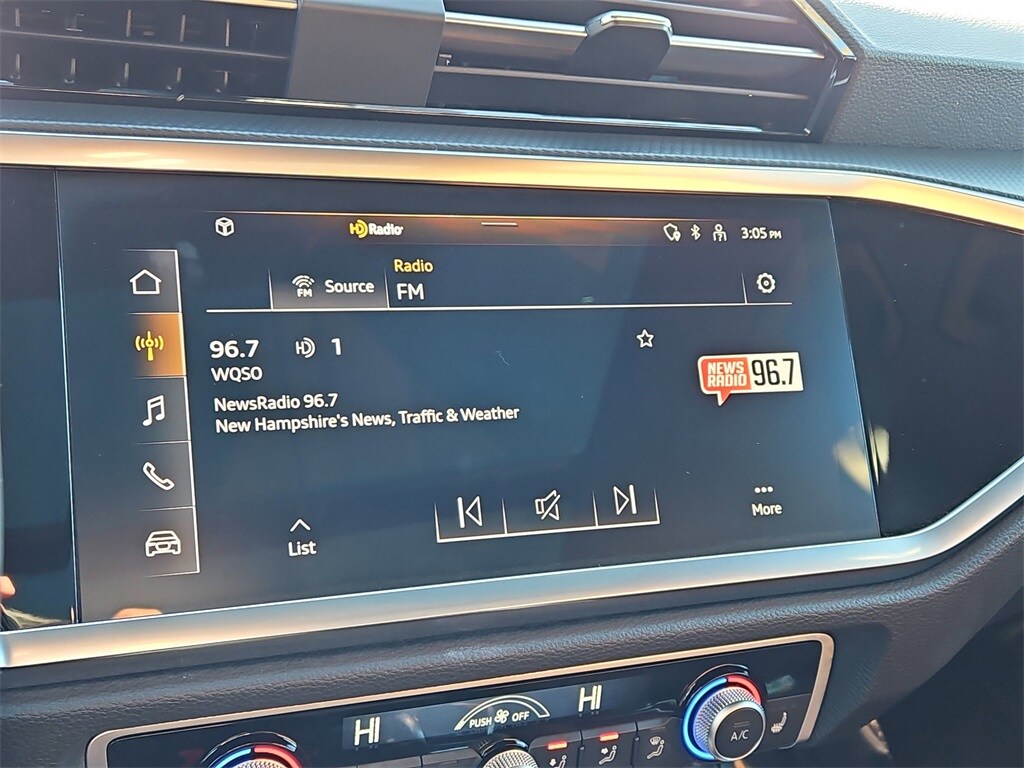 HD Radio
3:05 PM
FM Source
Radio
FM
96.7 HD 1
WQSO
NEWS RADIO 96.7
NewsRadio 96.7
New Hampshire's News, Traffic & Weather
List
More
HI
PUSH OFF
HI
A/C